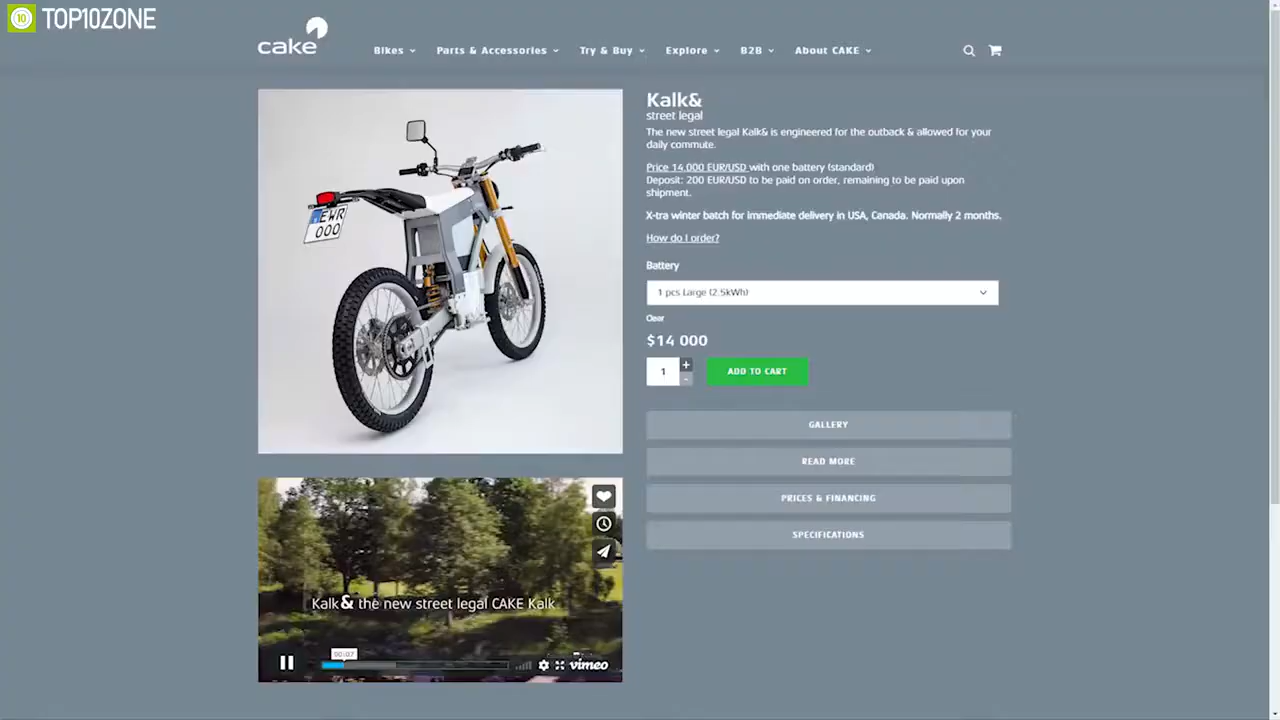 10 TOP10ZONE
cake
Bikes Parts & Accessories Try & Buy Explore B2B About CAKE
EWR
000
Kalk&
street legal
The new street legal Kalk& is engineered for the outback & allowed for your
daily commute.
Price 14.000 EUR/USD with one battery (standard)
Deposit: 200 EUR/USD to be paid on order, remaining to be paid upon
shipment.
X-tra winter batch for immediate delivery in USA, Canada. Normally 2 months.
How do I order?
Battery
1 pcs Large (2.5kWh)
Clear
$14 000
1 + -
ADD TO CART
GALLERY
READ MORE
PRICES & FINANCING
SPECIFICATIONS
Kalk& the new street legal CAKE Kalk
00:07
vimeo